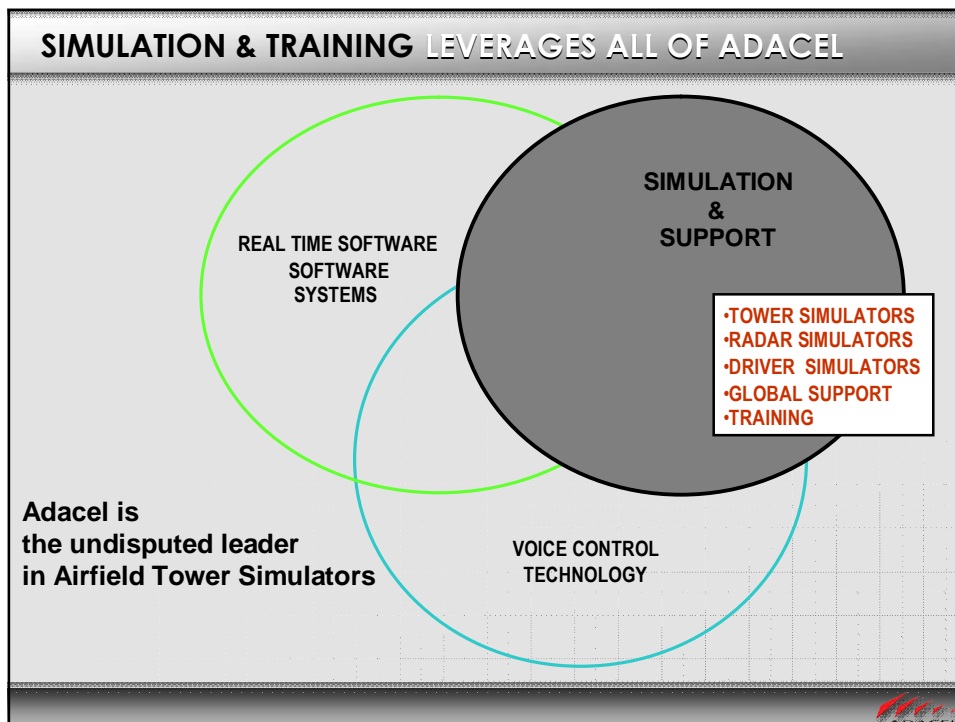 SIMULATION & TRAINING LEVERAGES ALL OF ADACEL
SIMULATION
&
SUPPORT
REAL TIME SOFTWARE
SOFTWARE
SYSTEMS
•TOWER SIMULATORS
•RADAR SIMULATORS
•DRIVER SIMULATORS
•GLOBAL SUPPORT
•TRAINING
Adacel is
the undisputed leader
in Airfield Tower Simulators
VOICE CONTROL
TECHNOLOGY